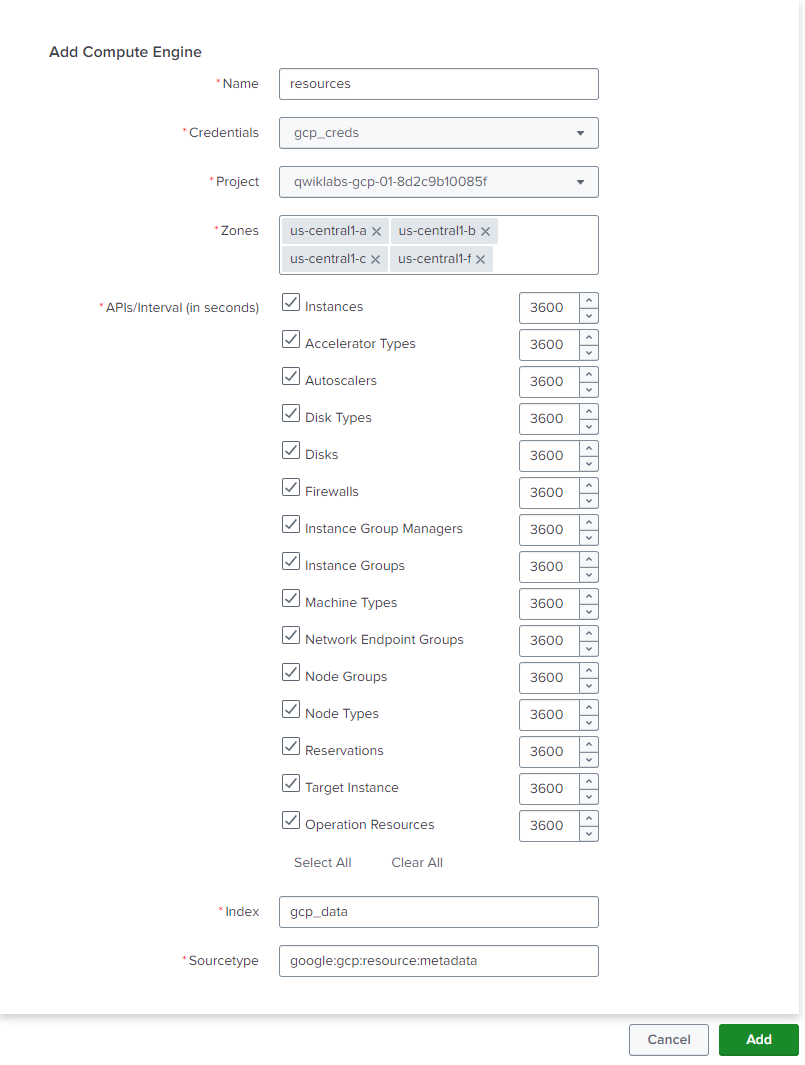 Add Compute Engine
* Name resources
* Credentials gcp_creds
* Project qwiklabs-gcp-01-8d2c9b10085f
* Zones us-central1-a us-central1-b
us-central1-c us-central1-f
* APIs/Interval (in seconds) Instances 3600
Accelerator Types 3600
Autoscalers 3600
Disk Types 3600
Disks 3600
Firewalls 3600
Instance Group Managers 3600
Instance Groups 3600
Machine Types 3600
Network Endpoint Groups 3600
Node Groups 3600
Node Types 3600
Reservations 3600
Target Instance 3600
Operation Resources 3600
Select All Clear All
* Index gcp_data
* Sourcetype google:gcp:resource:metadata
Cancel Add